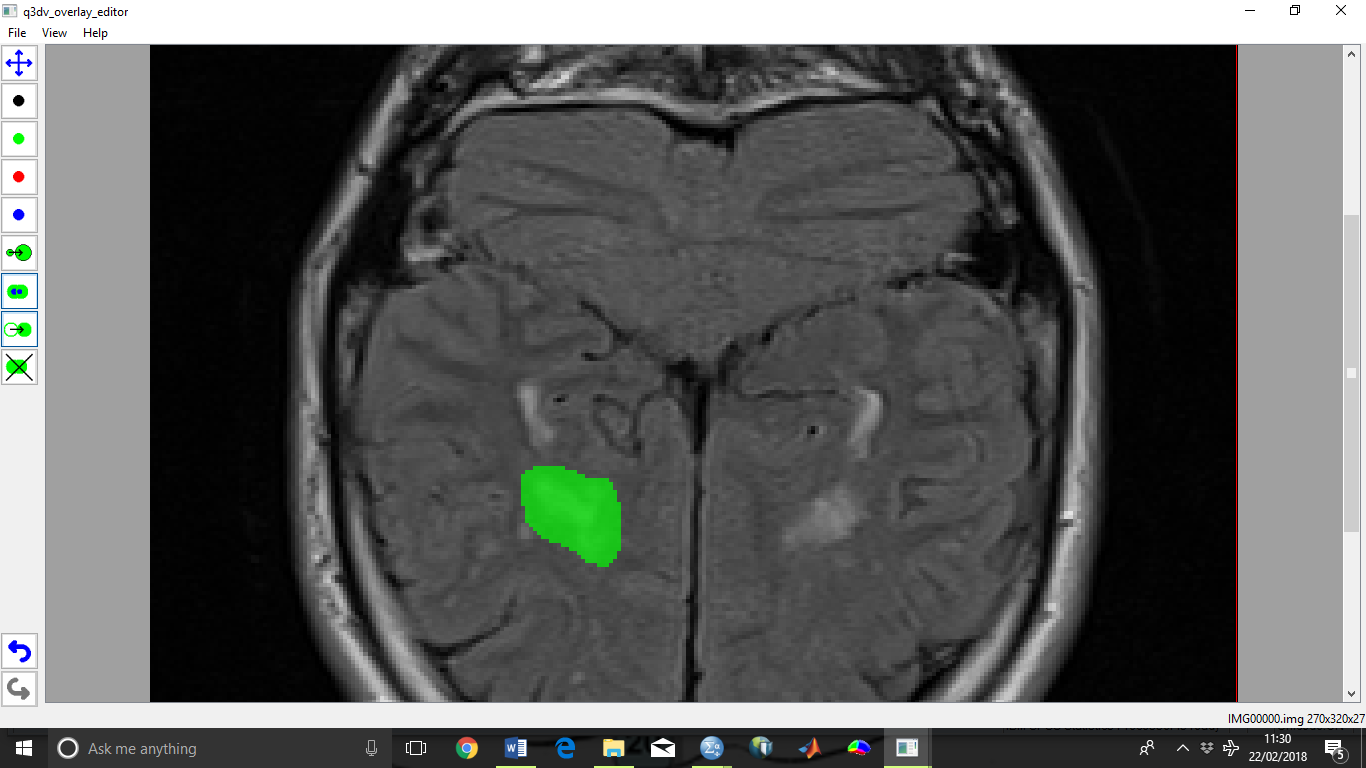 q3dv_overlay_editor
File View Help
IMG00000.img 270x320x27
Ask me anything
11:30
22/02/2018
5